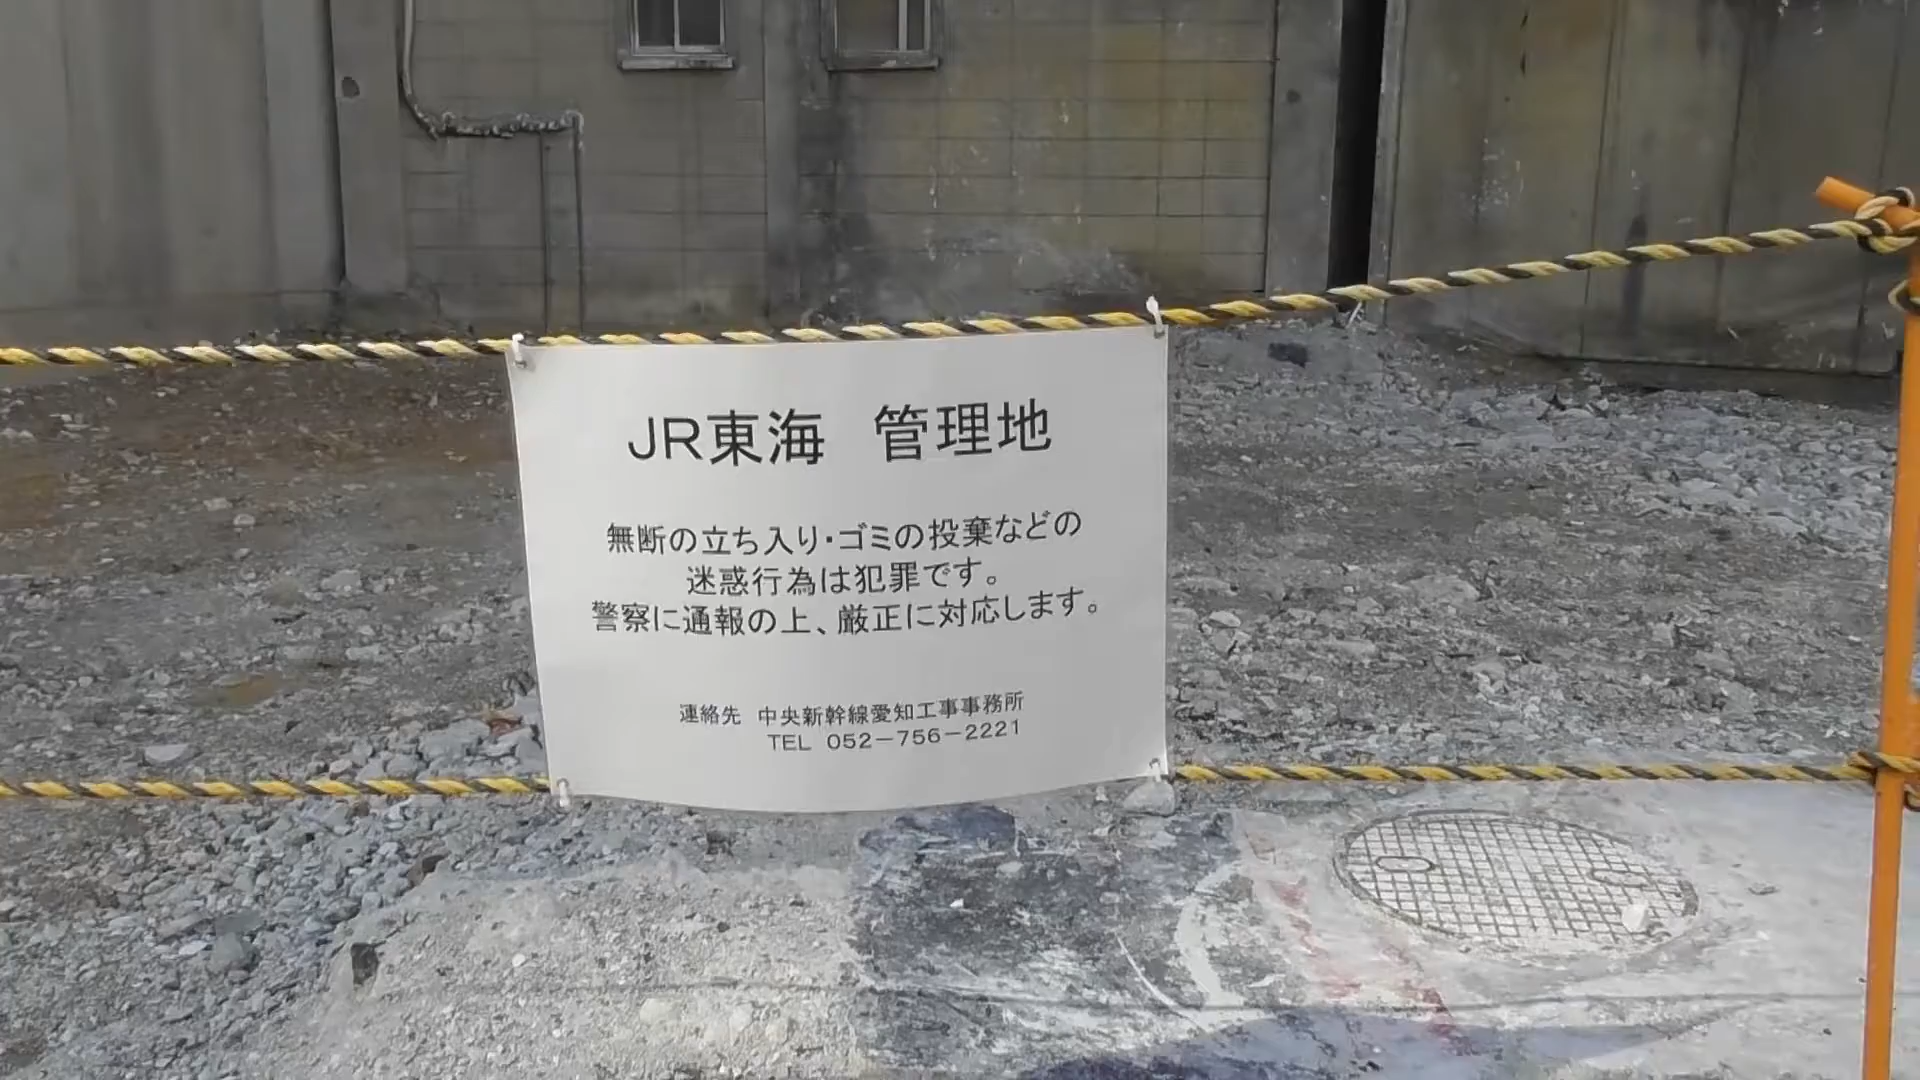 JR東海　管理地
無断の立ち入り・ゴミの投棄などの
迷惑行為は犯罪です。
警察に通報の上、厳正に対応します。
連絡先　中央新幹線愛知工事事務所
TEL　052－756－2221